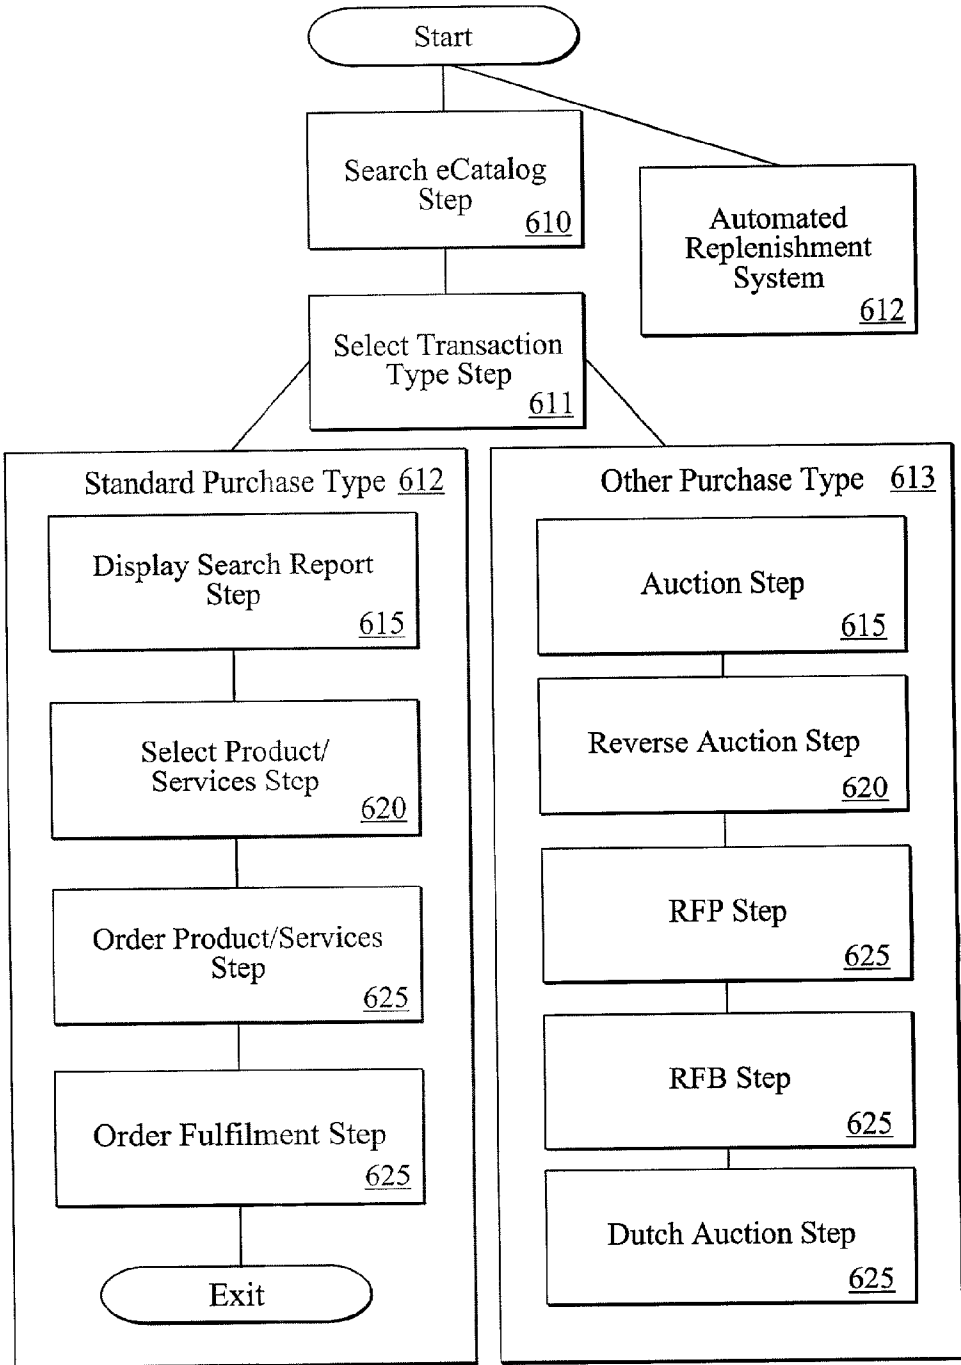 Start
Search eCatalog
Step
610
Automated
Replenishment
System
612
Select Transaction
Type Step
611
Standard Purchase Type 612
Display Search Report
Step
615
Select Product/
Services Step
620
Order Product/Services
Step
625
Order Fulfilment Step
625
Exit
Other Purchase Type 613
Auction Step
615
Reverse Auction Step
620
RFP Step
625
RFB Step
625
Dutch Auction Step
625